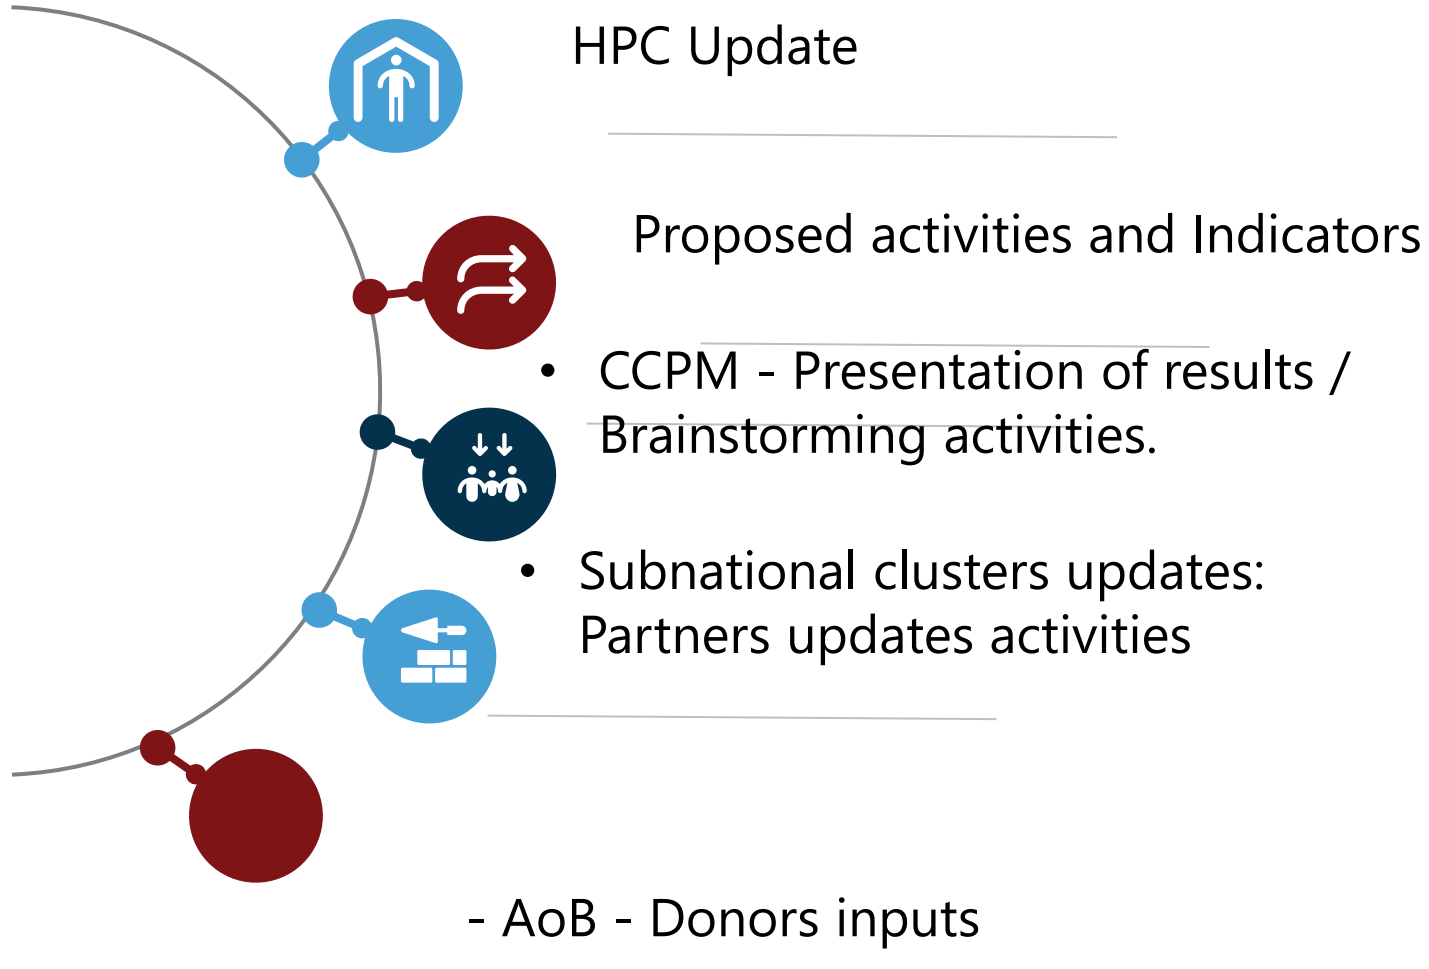 HPC Update
Proposed activities and Indicators
• CCPM - Presentation of results /
Brainstorming activities.
• Subnational clusters updates:
Partners updates activities
- AoB - Donors inputs